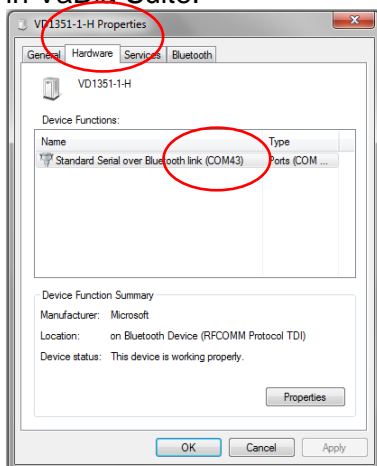 VD1351-1-H Properties
General Hardware Services Bluetooth
VD1351-1-H
Device Functions:
Name Type
Standard Serial over Bluetooth link (COM43) Ports (COM ...
Device Function Summary
Manufacturer: Microsoft
Location: on Bluetooth Device (RFCOMM Protocol TDI)
Device status: This device is working properly.
Properties
OK Cancel Apply